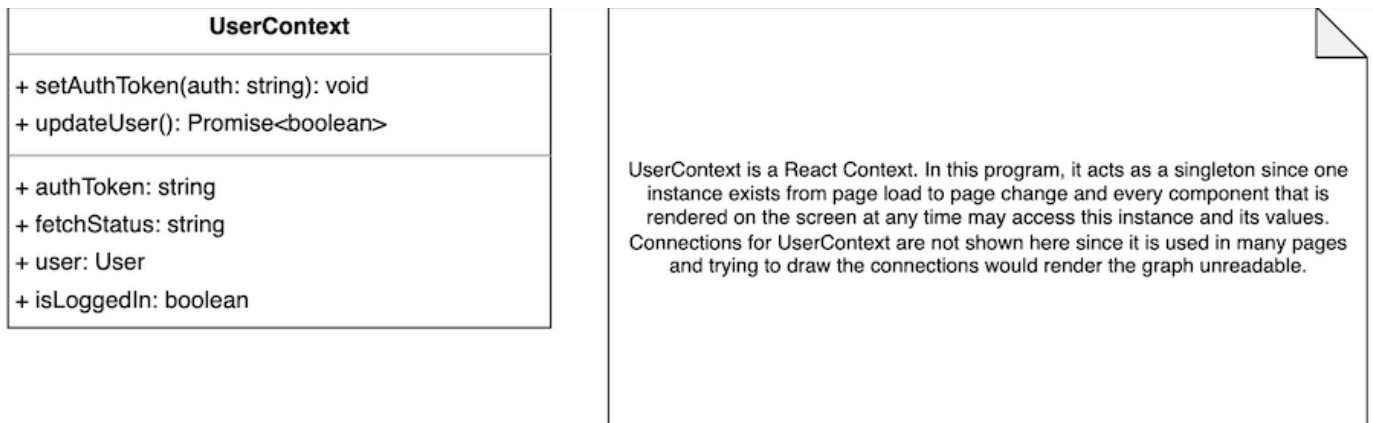 UserContext
+ setAuthToken(auth: string): void
+ updateUser(): Promise<boolean>
+ authToken: string
+ fetchStatus: string
+ user: User
+ isLoggedIn: boolean
UserContext is a React Context. In this program, it acts as a singleton since one
instance exists from page load to page change and every component that is
rendered on the screen at any time may access this instance and its values.
Connections for UserContext are not shown here since it is used in many pages
and trying to draw the connections would render the graph unreadable.